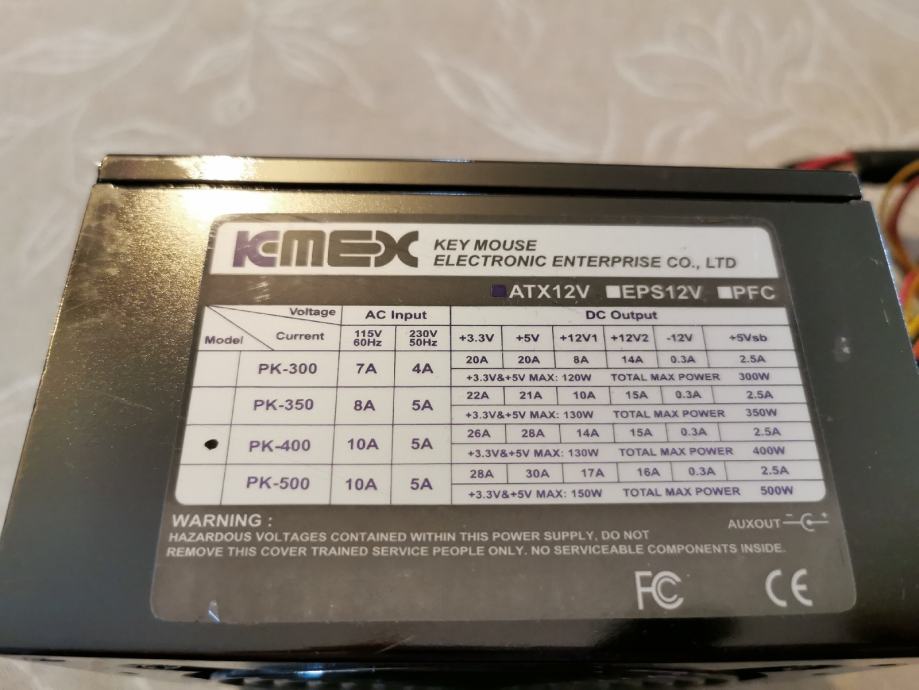 KMEX KEY MOUSE
ELECTRONIC ENTERPRISE CO., LTD
ATX12V EPS12V PFC
Voltage AC Input DC Output
Model Current 115V 60Hz 230V 50Hz +3.3V +5V +12V1 +12V2 -12V +5Vsb
PK-300 7A 4A 20A 20A 8A 14A 0.3A 2.5A
+3.3V&+5V MAX: 120W TOTAL MAX POWER 300W
PK-350 8A 5A 22A 21A 10A 15A 0.3A 2.5A
+3.3V&+5V MAX: 130W TOTAL MAX POWER 350W
PK-400 10A 5A 26A 28A 14A 15A 0.3A 2.5A
+3.3V&+5V MAX: 130W TOTAL MAX POWER 400W
PK-500 10A 5A 28A 30A 17A 16A 0.3A 2.5A
+3.3V&+5V MAX: 150W TOTAL MAX POWER 500W
WARNING :
HAZARDOUS VOLTAGES CONTAINED WITHIN THIS POWER SUPPLY, DO NOT
REMOVE THIS COVER TRAINED SERVICE PEOPLE ONLY. NO SERVICEABLE COMPONENTS INSIDE.
AUXOUT - +
FC CE